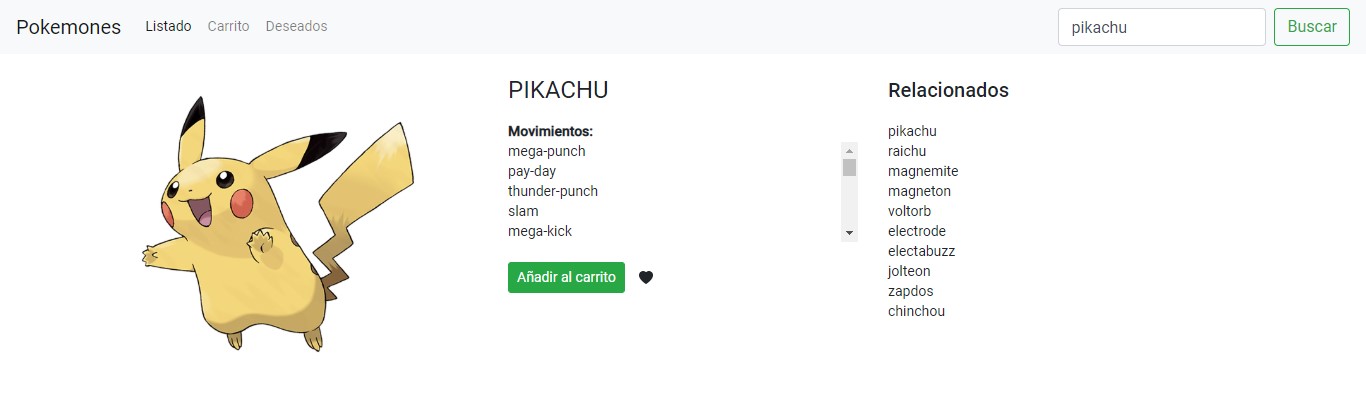 Pokemones Listado Carrito Deseados pikachu Buscar
PIKACHU
Movimientos:
mega-punch
pay-day
thunder-punch
slam
mega-kick
Añadir al carrito
Relacionados
pikachu
raichu
magnemite
magneton
voltorb
electrode
electabuzz
jolteon
zapdos
chinchou